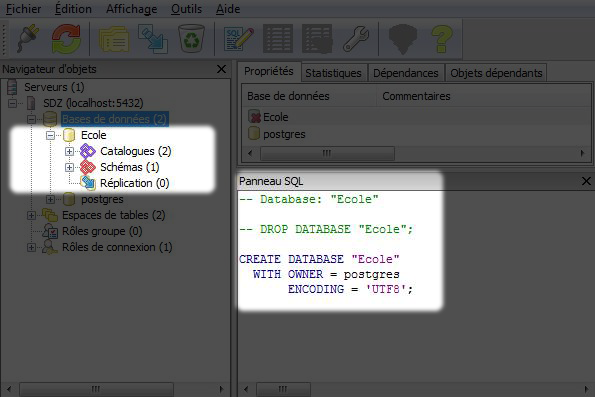 Fichier Édition Affichage Outils Aide
Navigateur d'objets
Serveurs (1)
SDZ (localhost:5432)
Bases de données (2)
Ecole
Catalogues (2)
Schémas (1)
Réplication (0)
postgres
Espaces de tables (2)
Rôles groupe (0)
Rôles de connexion (1)
Propriétés Statistiques Dépendances Objets dépendants
Base de données Commentaires
Ecole
postgres
Panneau SQL
-- Database: "Ecole"
-- DROP DATABASE "Ecole";
CREATE DATABASE "Ecole"
WITH OWNER = postgres
ENCODING = 'UTF8';